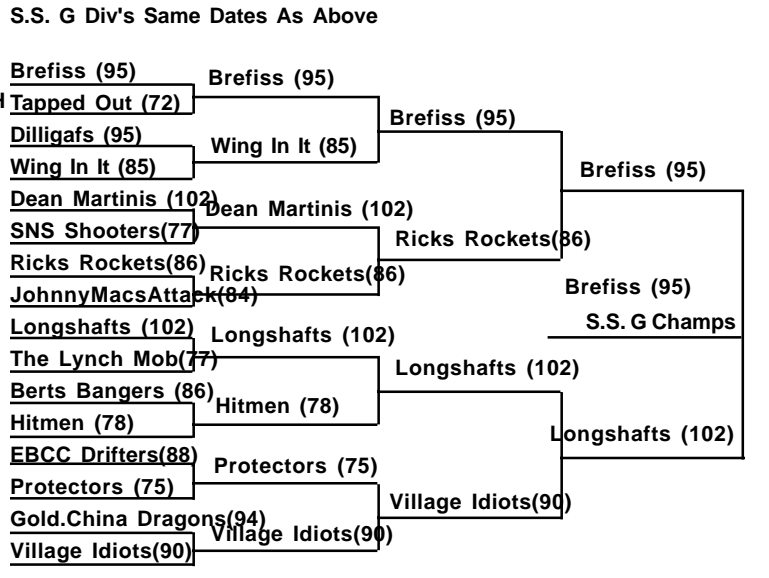 S.S. G Div's Same Dates As Above
Brefiss (95)
Tapped Out (72)
Dilligafs (95)
Wing In It (85)
Dean Martinis (102)
SNS Shooters(77)
Ricks Rockets(86)
JohnnyMacsAttack(84)
Longshafts (102)
The Lynch Mob(77)
Berts Bangers (86)
Hitmen (78)
EBCC Drifters(88)
Protectors (75)
Gold.China Dragons(94)
Village Idiots(90)
Brefiss (95)
Wing In It (85)
Dean Martinis (102)
Ricks Rockets(86)
Longshafts (102)
Hitmen (78)
Protectors (75)
Village Idiots(90)
Brefiss (95)
Ricks Rockets(86)
Longshafts (102)
Village Idiots(90)
Brefiss (95)
Longshafts (102)
Brefiss (95)
S.S. G Champs